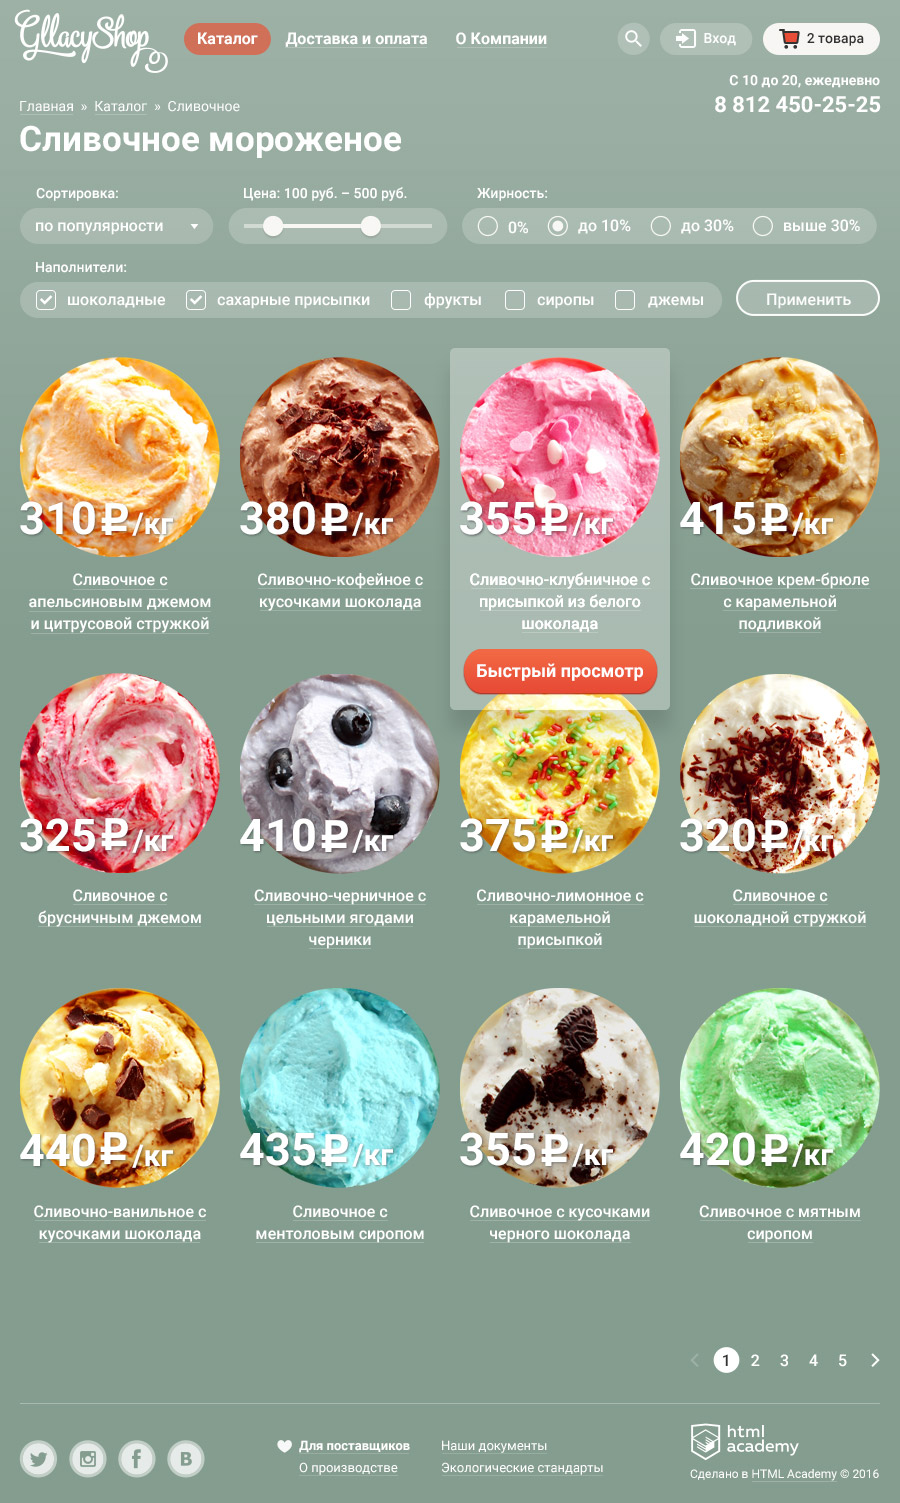 GllacyShop
Каталог
Доставка и оплата
О Компании
Вход
2 товара
С 10 до 20, ежедневно
8 812 450-25-25
Главная » Каталог » Сливочное
Сливочное мороженое
Сортировка:
Цена: 100 руб. – 500 руб.
Жирность:
по популярности
0%
до 10%
до 30%
выше 30%
Наполнители:
шоколадные
сахарные присыпки
фрукты
сиропы
джемы
Применить
310₽/кг
Сливочное с
апельсиновым джемом
и цитрусовой стружкой
380₽/кг
Сливочно-кофейное с
кусочками шоколада
355₽/кг
Сливочно-клубничное с
присыпкой из белого
шоколада
Быстрый просмотр
415₽/кг
Сливочное крем-брюле
с карамельной
подливкой
325₽/кг
Сливочное с
брусничным джемом
410₽/кг
Сливочно-черничное с
цельными ягодами
черники
375₽/кг
Сливочно-лимонное с
карамельной
присыпкой
320₽/кг
Сливочное с
шоколадной стружкой
440₽/кг
Сливочно-ванильное с
кусочками шоколада
435₽/кг
Сливочное с
ментоловым сиропом
355₽/кг
Сливочное с кусочками
черного шоколада
420₽/кг
Сливочное с мятным
сиропом
1 2 3 4 5
Для поставщиков
О производстве
Наши документы
Экологические стандарты
html
academy
Сделано в HTML Academy © 2016